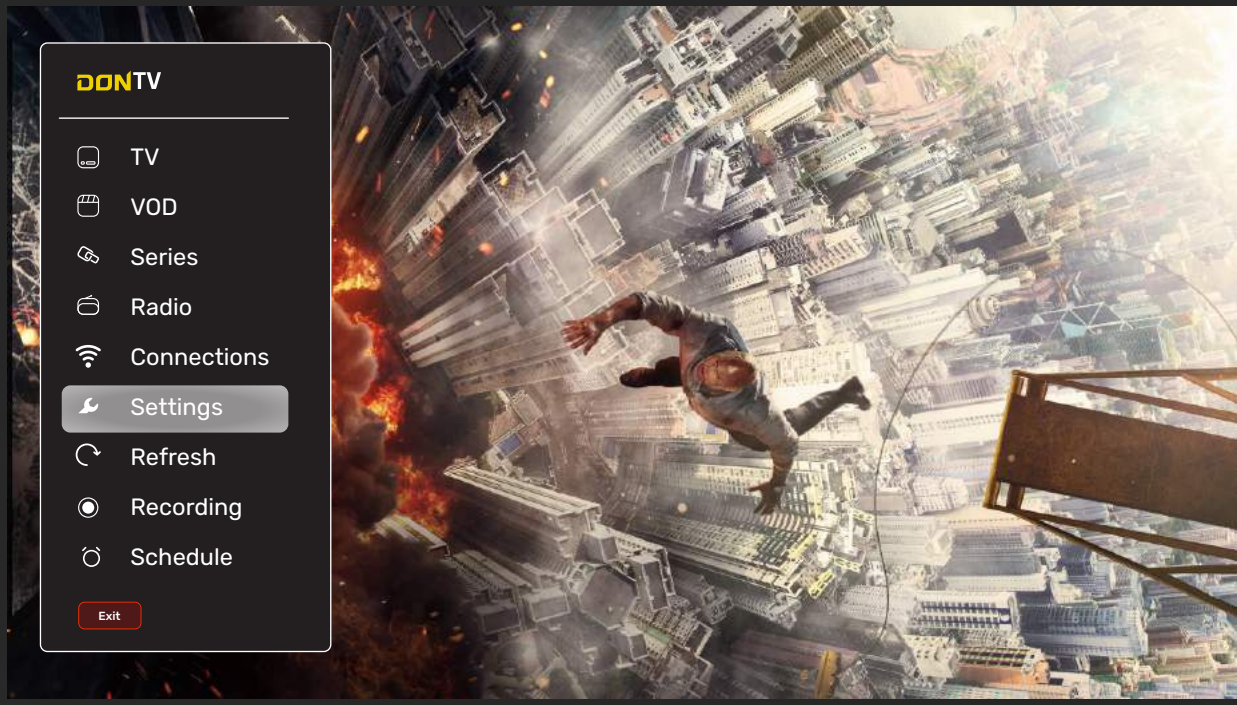 DONTV
TV
VOD
Series
Radio
Connections
Settings
Refresh
Recording
Schedule
Exit